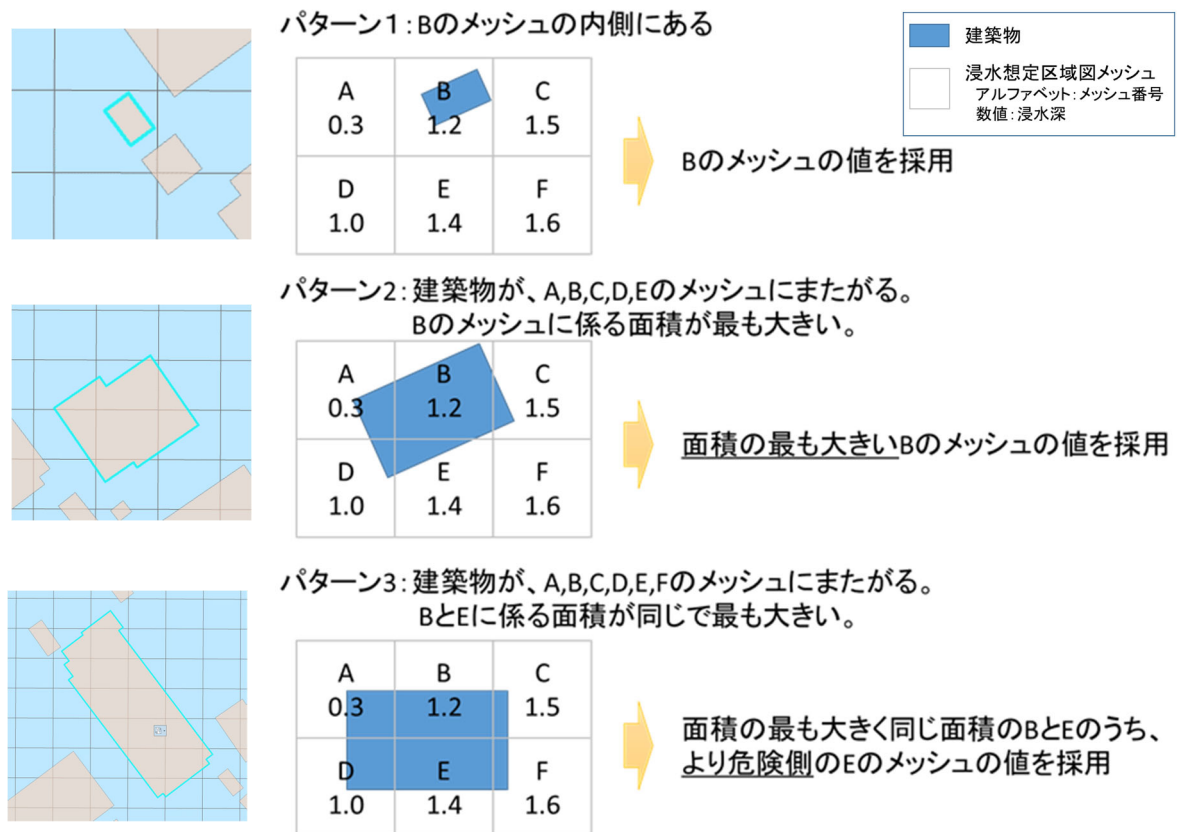 パターン1:Bのメッシュの内側にある
建築物
浸水想定区域図メッシュ
アルファベット:メッシュ番号
数値:浸水深
A B C
0.3 1.2 1.5
D E F
1.0 1.4 1.6
Bのメッシュの値を採用
パターン2:建築物が、A,B,C,D,Eのメッシュにまたがる。
Bのメッシュに係る面積が最も大きい。
A B C
0.3 1.2 1.5
D E F
1.0 1.4 1.6
面積の最も大きいBのメッシュの値を採用
パターン3:建築物が、A,B,C,D,E,Fのメッシュにまたがる。
BとEに係る面積が同じで最も大きい。
A B C
0.3 1.2 1.5
D E F
1.0 1.4 1.6
面積の最も大きく同じ面積のBとEのうち、
より危険側のEのメッシュの値を採用